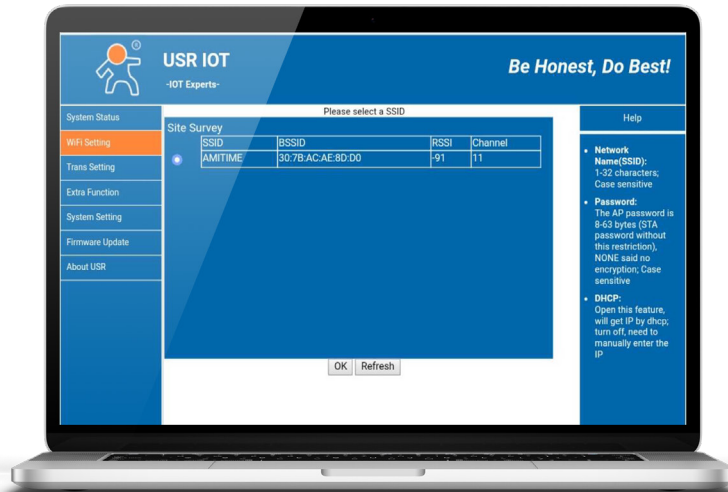 ®
USR IOT
-IOT Experts-
Be Honest, Do Best!
System Status
WiFi Setting
Trans Setting
Extra Function
System Setting
Firmware Update
About USR
Please select a SSID
Site Survey
SSID BSSID RSSI Channel
AMITIME 30:7B:AC:AE:8D:D0 -91 11
OK Refresh
Help
• Network
Name(SSID):
1-32 characters;
Case sensitive
• Password:
The AP password is
8-63 bytes (STA
password without
this restriction),
NONE said no
encryption; Case
sensitive
• DHCP:
Open this feature,
will get IP by dhcp;
turn off, need to
manually enter the
IP